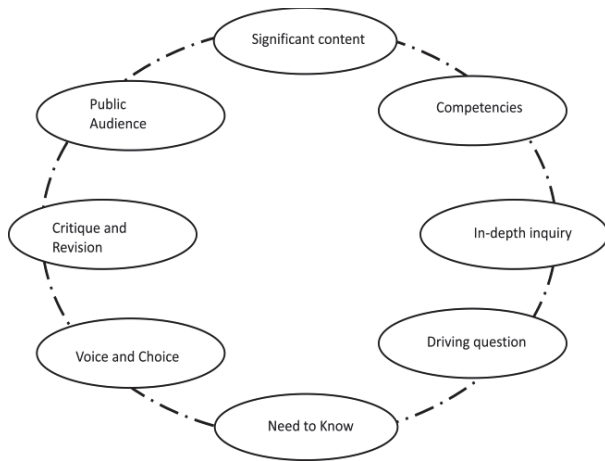 Significant content
Competencies
In-depth inquiry
Driving question
Need to Know
Voice and Choice
Critique and
Revision
Public
Audience